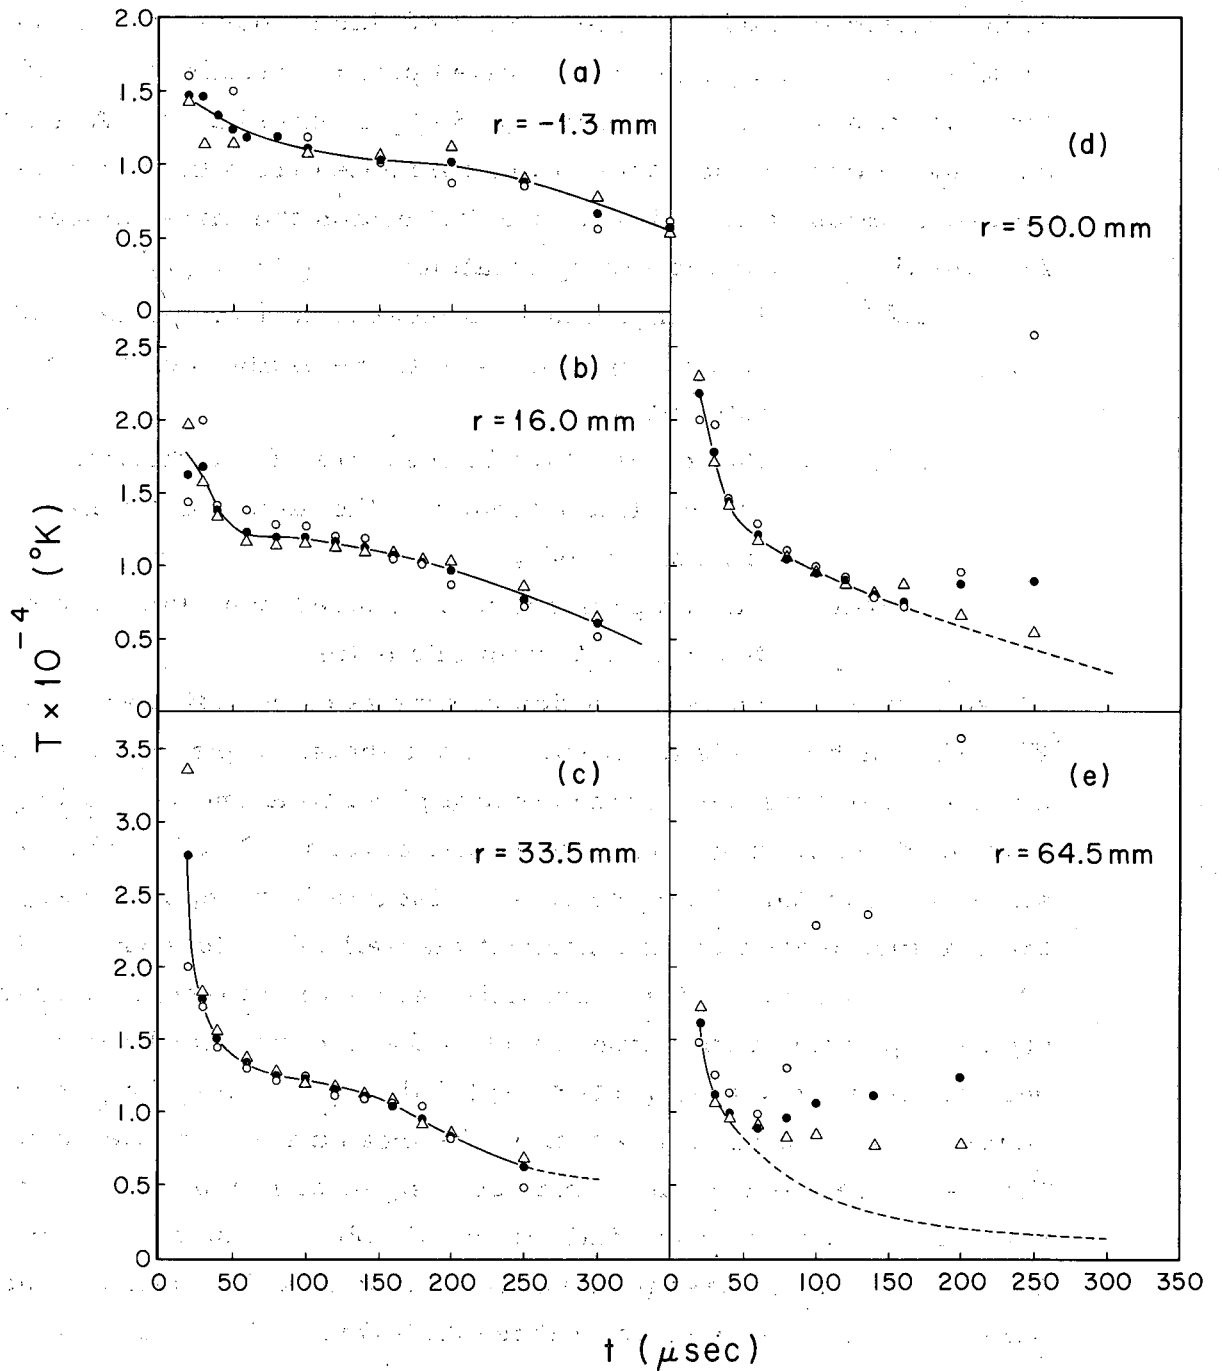 2.0
1.5
1.0
0.5
0
(a)
r = -1.3 mm
2.5
2.0
1.5
1.0
0.5
0
(b)
r = 16.0 mm
3.5
3.0
2.5
2.0
1.5
1.0
0.5
0
(c)
r = 33.5 mm
(d)
r = 50.0 mm
(e)
r = 64.5 mm
0 50 100 150 200 250 300 0 50 100 150 200 250 300 350
T × 10⁻⁴ (°K)
t (μsec)